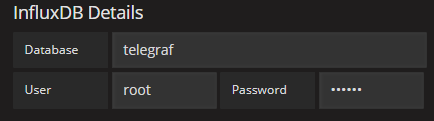 InfluxDB Details
Database telegraf
User root Password ••••••